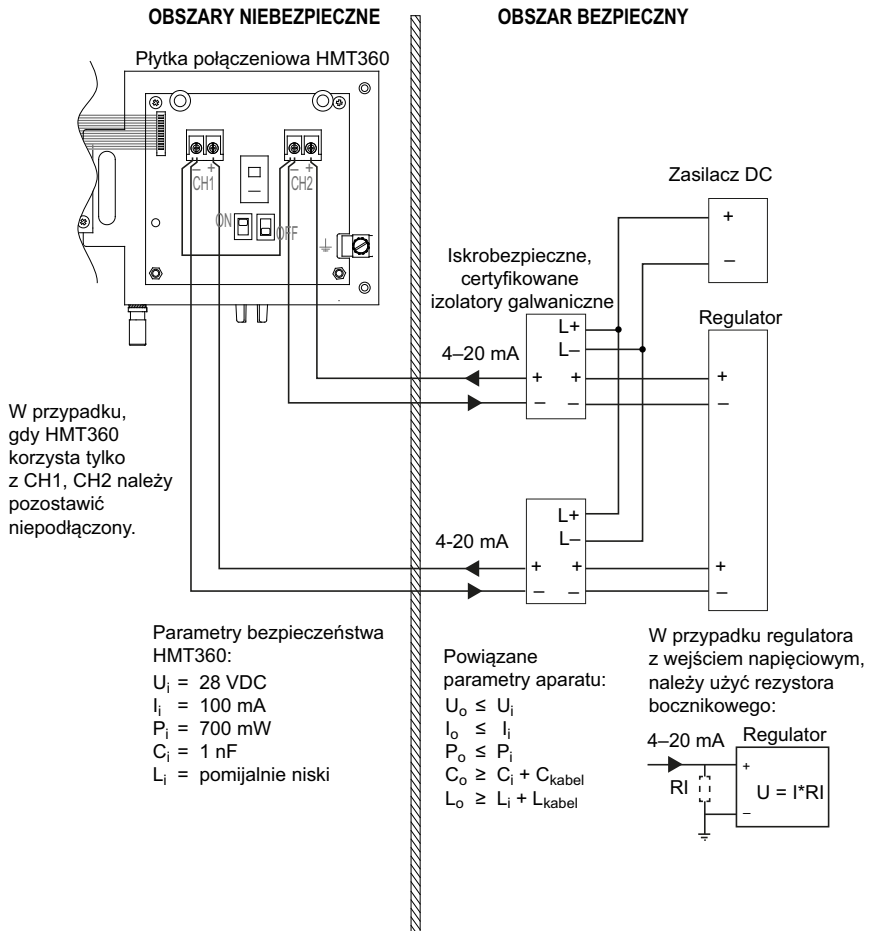 OBSZARY NIEBEZPIECZNE
OBSZAR BEZPIECZNY
Płytka połączeniowa HMT360
– +
CH1
– +
CH2
ON
OFF
Zasilacz DC
+
–
Iskrobezpieczne,
certyfikowane
izolatory galwaniczne
Regulator
L+
L–
4–20 mA
+ +
– –
+
–
W przypadku,
gdy HMT360
korzysta tylko
z CH1, CH2 należy
pozostawić
niepodłączony.
L+
L–
4-20 mA
+ +
– –
+
–
Parametry bezpieczeństwa
HMT360:
Ui = 28 VDC
Ii = 100 mA
Pi = 700 mW
Ci = 1 nF
Li = pomijalnie niski
Powiązane
parametry aparatu:
Uo ≤ Ui
Io ≤ Ii
Po ≤ Pi
Co ≥ Ci + Ckabel
Lo ≥ Li + Lkabel
W przypadku regulatora
z wejściem napięciowym,
należy użyć rezystora
bocznikowego:
4–20 mA
Regulator
+
RI
U = I*RI
–